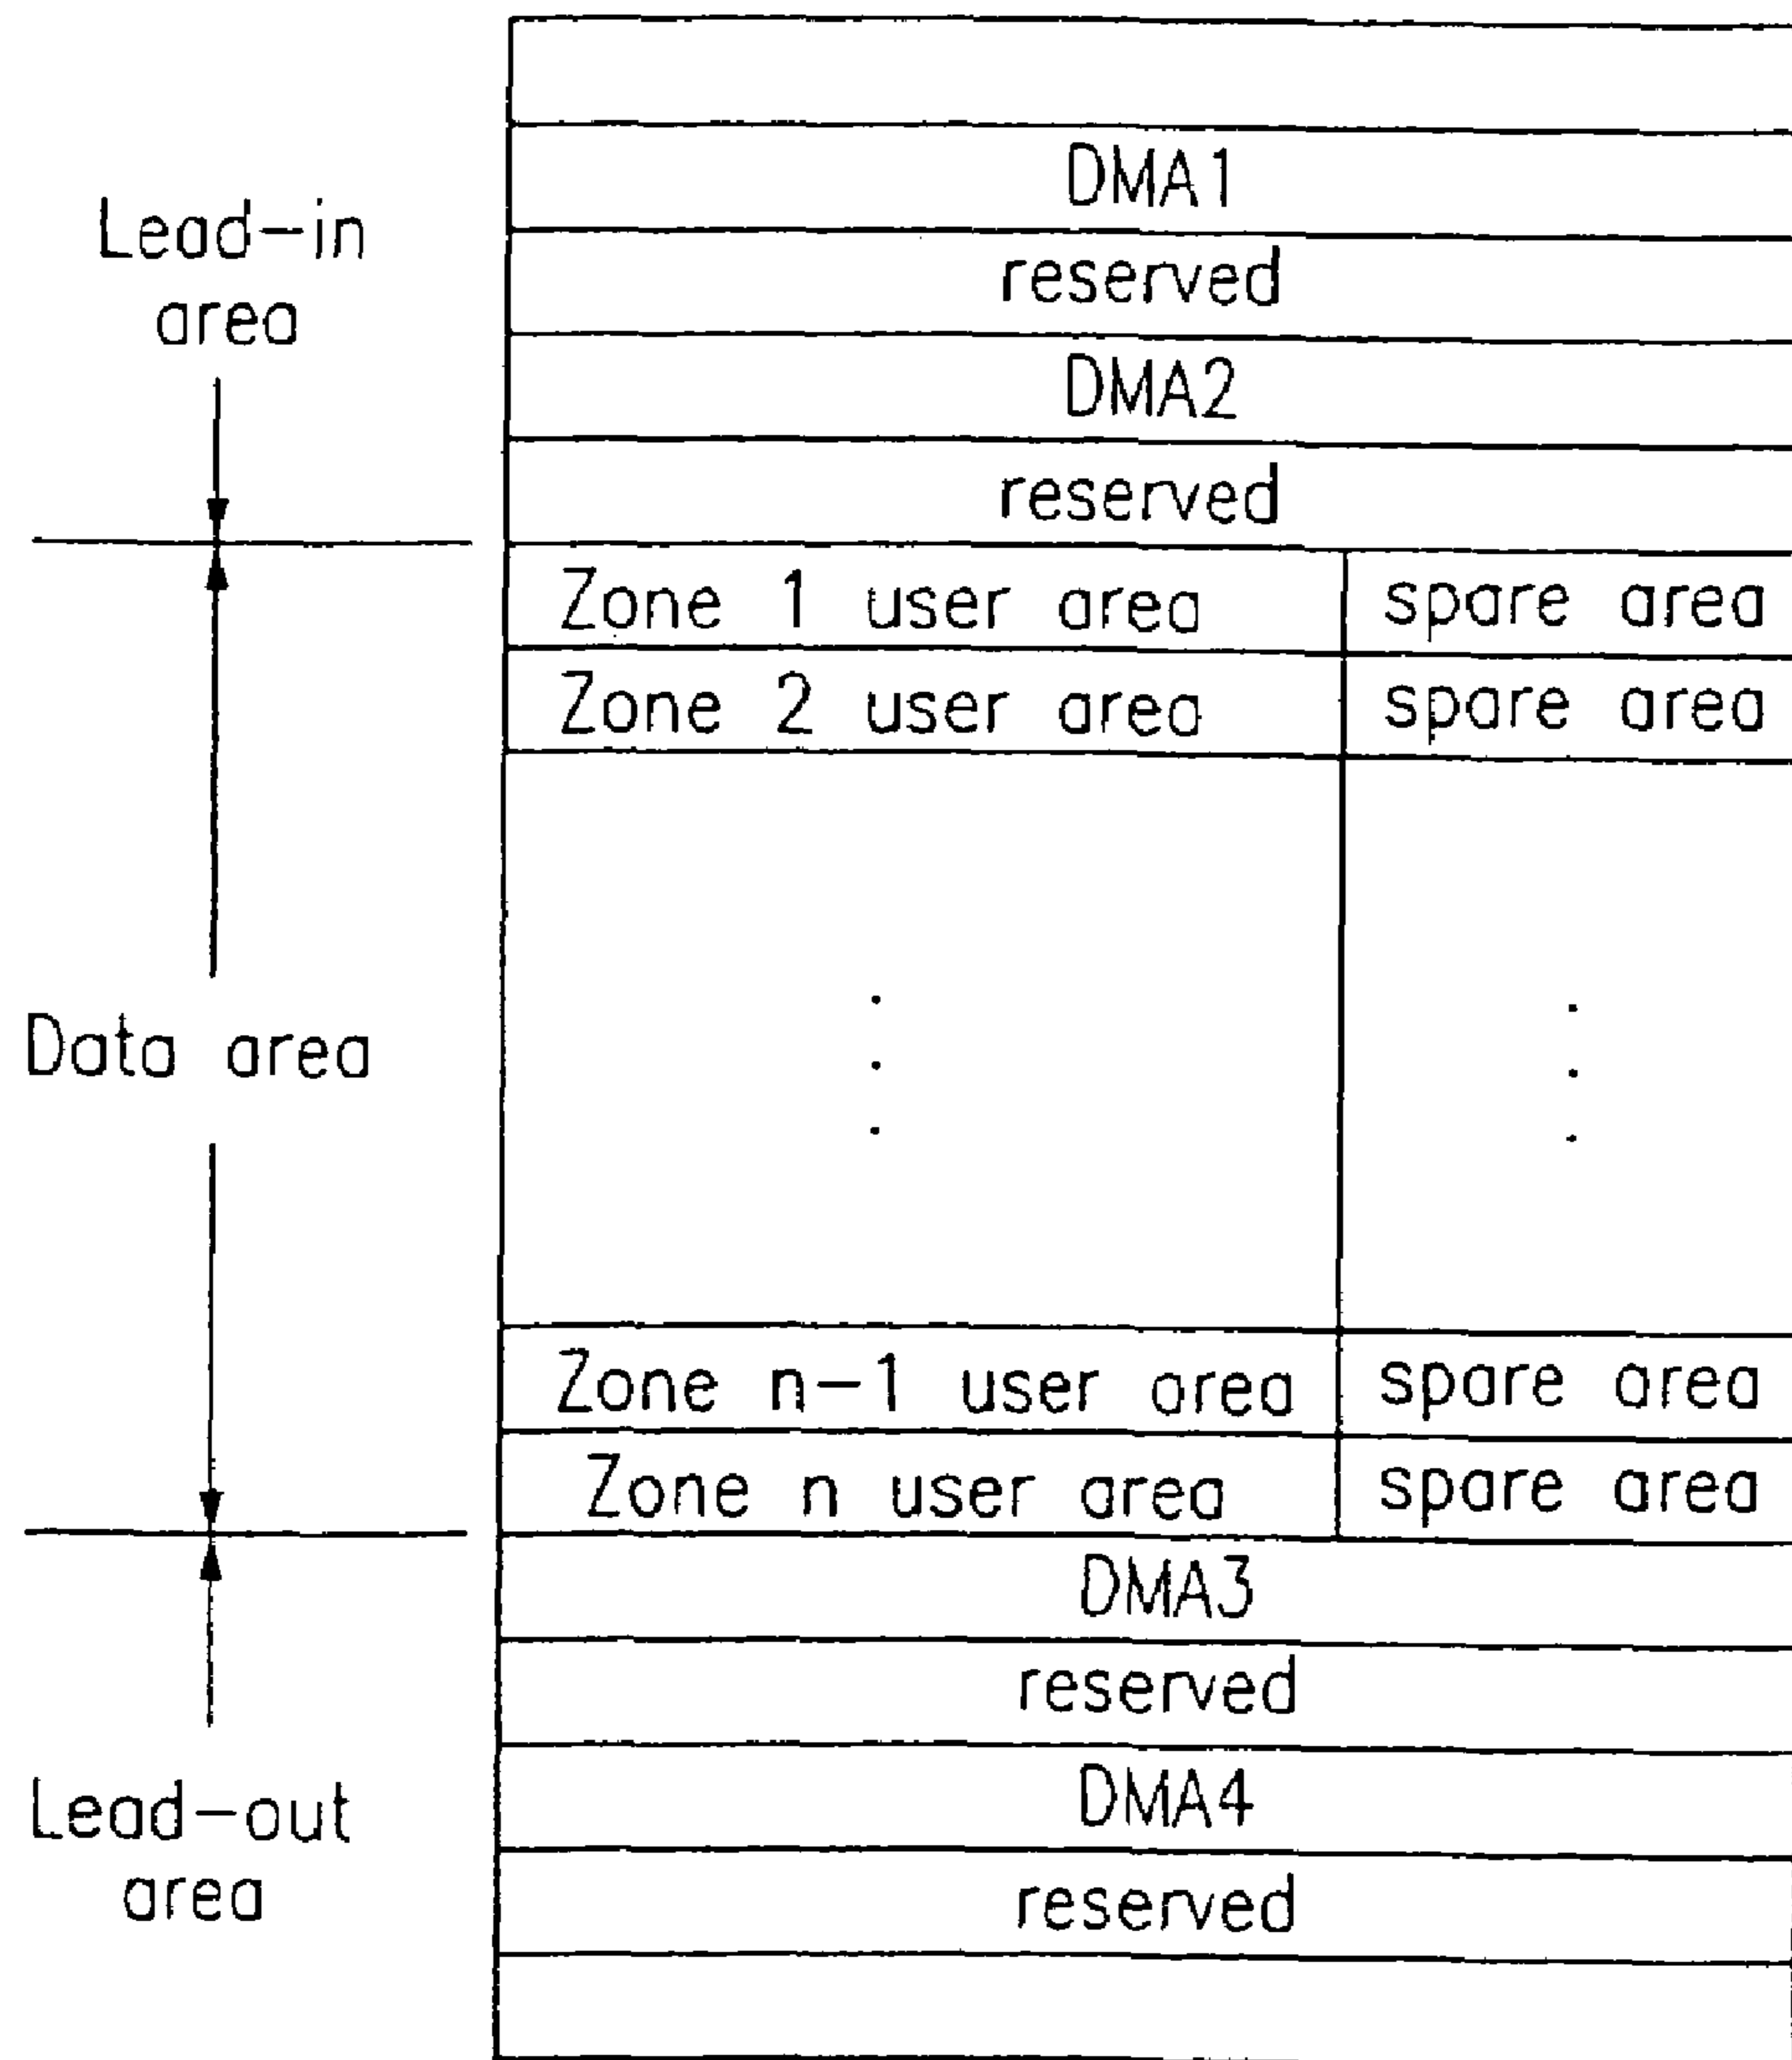 DMA1
Lead-in
area
reserved
DMA2
reserved
Zone 1 user area spare area
Zone 2 user area spare area
Data area
Zone n-1 user area spare area
Zone n user area spare area
DMA3
reserved
DMA4
Lead-out
area
reserved